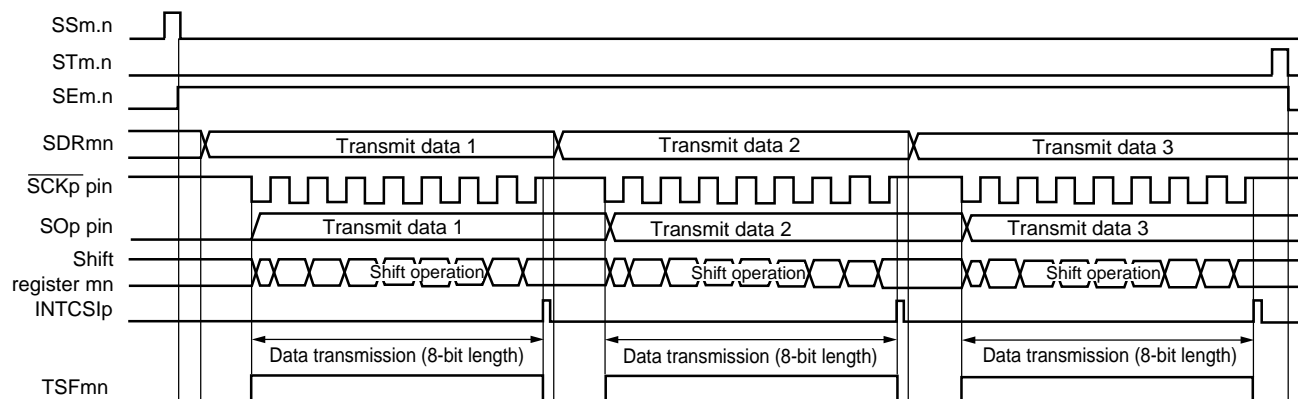 SSm.n
STm.n
SEm.n
SDRmn Transmit data 1 Transmit data 2 Transmit data 3
SCKp pin
SOp pin Transmit data 1 Transmit data 2 Transmit data 3
Shift
register mn Shift operation Shift operation Shift operation
INTCSIp
Data transmission (8-bit length) Data transmission (8-bit length) Data transmission (8-bit length)
TSFmn